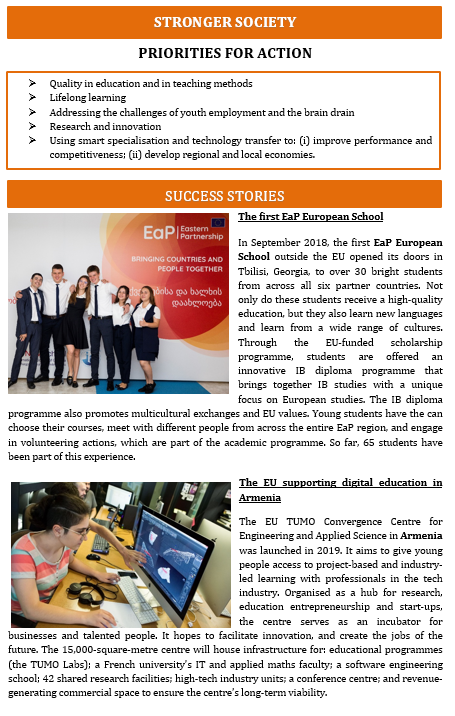 STRONGER SOCIETY
PRIORITIES FOR ACTION
➢ Quality in education and in teaching methods
➢ Lifelong learning
➢ Addressing the challenges of youth employment and the brain drain
➢ Research and innovation
➢ Using smart specialisation and technology transfer to: (i) improve performance and
competitiveness; (ii) develop regional and local economies.
SUCCESS STORIES
EaP Eastern
Partnership
BRINGING COUNTRIES AND
PEOPLE TOGETHER
ხალხის
დაახლოება
The first EaP European School
In September 2018, the first EaP European
School outside the EU opened its doors in
Tbilisi, Georgia, to over 30 bright students
from across all six partner countries. Not
only do these students receive a high-quality
education, but they also learn new languages
and learn from a wide range of cultures.
Through the EU-funded scholarship
programme, students are offered an
innovative IB diploma programme that
brings together IB studies with a unique
focus on European studies. The IB diploma
programme also promotes multicultural exchanges and EU values. Young students have the can
choose their courses, meet with different people from across the entire EaP region, and engage
in volunteering actions, which are part of the academic programme. So far, 65 students have
been part of this experience.
The EU supporting digital education in
Armenia
The EU TUMO Convergence Centre for
Engineering and Applied Science in Armenia
was launched in 2019. It aims to give young
people access to project-based and industry-
led learning with professionals in the tech
industry. Organised as a hub for research,
education entrepreneurship and start-ups,
the centre serves as an incubator for
businesses and talented people. It hopes to facilitate innovation, and create the jobs of the
future. The 15,000-square-metre centre will house infrastructure for: educational programmes
(the TUMO Labs); a French university's IT and applied maths faculty; a software engineering
school; 42 shared research facilities; high-tech industry units; a conference centre; and revenue-
generating commercial space to ensure the centre's long-term viability.